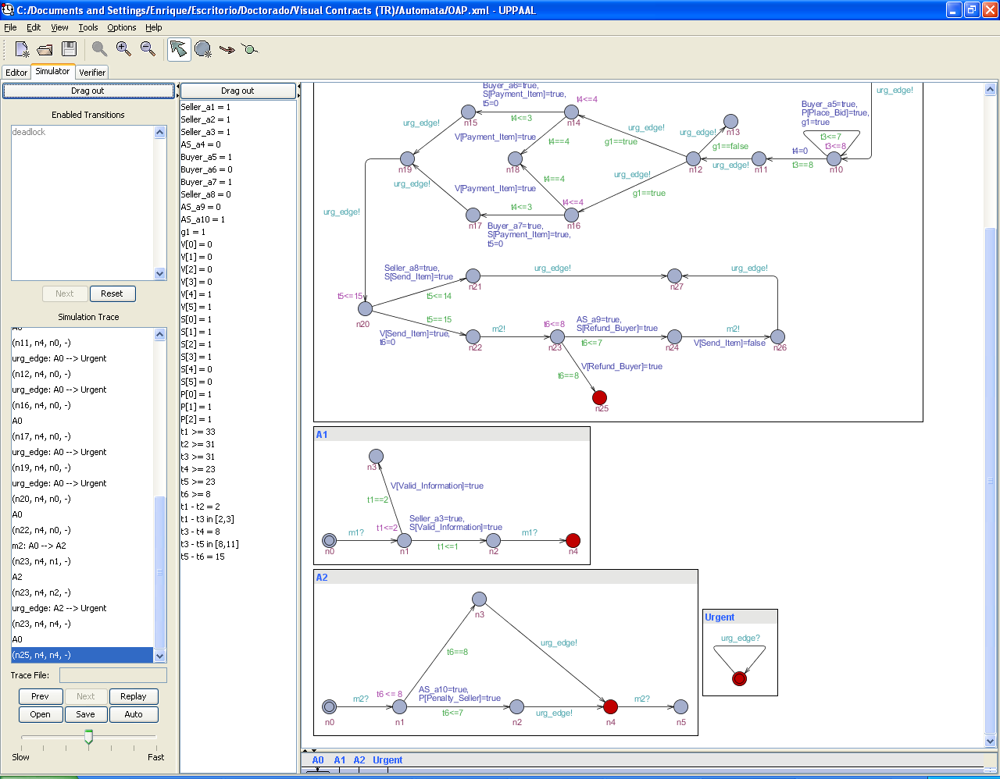 C:/Documents and Settings/Enrique/Escritorio/Doctorado/Visual Contracts (TR)/Automata/OAP.xml - UPPAAL
File Edit View Tools Options Help
Editor Simulator Verifier
Drag out
Enabled Transitions
deadlock
Next Reset
Simulation Trace
(n11, n4, n0, -)
urg_edge: A0 --> Urgent
(n12, n4, n0, -)
urg_edge: A0 --> Urgent
(n16, n4, n0, -)
A0
(n17, n4, n0, -)
urg_edge: A0 --> Urgent
(n19, n4, n0, -)
urg_edge: A0 --> Urgent
(n20, n4, n0, -)
A0
(n22, n4, n0, -)
m2: A0 --> A2
(n23, n4, n1, -)
A2
(n23, n4, n2, -)
urg_edge: A2 --> Urgent
(n23, n4, n4, -)
A0
(n25, n4, n4, -)
Trace File:
Prev Next Replay
Open Save Auto
Slow Fast
Drag out
Seller_a1 = 1
Seller_a2 = 1
Seller_a3 = 1
AS_a4 = 0
Buyer_a5 = 1
Buyer_a6 = 0
Buyer_a7 = 1
Seller_a8 = 0
AS_a9 = 0
AS_a10 = 1
g1 = 1
V[0] = 0
V[1] = 0
V[2] = 0
V[3] = 0
V[4] = 1
V[5] = 1
S[0] = 1
S[1] = 1
S[2] = 1
S[3] = 1
S[4] = 0
S[5] = 0
P[0] = 1
P[1] = 1
P[2] = 1
t1 >= 33
t2 >= 31
t3 >= 31
t4 >= 23
t5 >= 23
t6 >= 8
t1 - t2 = 2
t1 - t3 in [2,3]
t3 - t4 = 8
t3 - t5 in [8,11]
t5 - t6 = 15
Buyer_a6=true,
S[Payment_Item]=true,
t5=0
t4<=4
urg_edge!
Buyer_a5=true,
P[Place_Bid]=true,
g1=true
n15
t4<=3
n14
urg_edge!
urg_edge!
n13
t3<=7
t3<=8
urg_edge!
V[Payment_Item]=true
t4==4
g1==true
g1==false
t4=0
n19
n18
n12
urg_edge!
n11
t3==8
n10
urg_edge!
V[Payment_Item]=true
t4==4
urg_edge!
g1==true
t4<=4
urg_edge!
t4<=3
n17
n16
Buyer_a7=true,
S[Payment_Item]=true,
t5=0
Seller_a8=true,
S[Send_Item]=true
urg_edge!
urg_edge!
n21
n27
t5<=15
t5<=14
n20
t5==15
V[Send_Item]=true,
t6=0
m2!
t6<=8
AS_a9=true,
S[Refund_Buyer]=true
m2!
n22
n23
t6<=7
n24
V[Send_Item]=false
n26
V[Refund_Buyer]=true
t6==8
n25
A1
n3
V[Valid_Information]=true
t1==2
m1?
t1<=2
Seller_a3=true,
S[Valid_Information]=true
m1?
n0
n1
t1<=1
n2
n4
A2
n3
urg_edge!
t6==8
m2?
t6 <= 8
AS_a10=true,
P[Penalty_Seller]=true
m2?
t6<=7
urg_edge!
n0
n1
n2
n4
n5
Urgent
urg_edge?
A0 A1 A2 Urgent